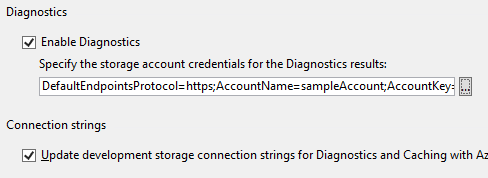 Diagnostics
Enable Diagnostics
Specify the storage account credentials for the Diagnostics results:
DefaultEndpointsProtocol=https;AccountName=sampleAccount;AccountKey=
...
Connection strings
Update development storage connection strings for Diagnostics and Caching with Az